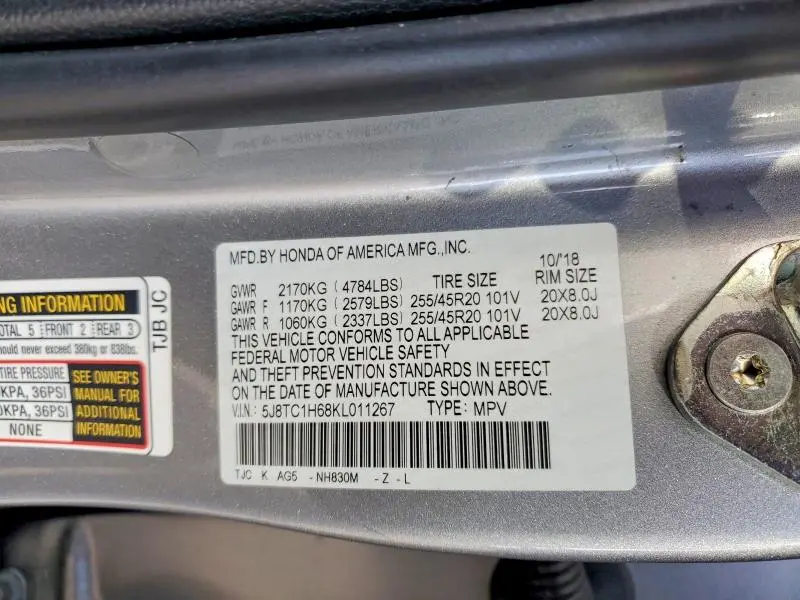 MFD.BY HONDA OF AMERICA MFG.,INC.
10/'18
GVWR 2170KG ( 4784LBS) TIRE SIZE RIM SIZE
GAWR F 1170KG ( 2579LBS) 255/45R20 101V 20X8.0J
GAWR R 1060KG ( 2337LBS) 255/45R20 101V 20X8.0J
THIS VEHICLE CONFORMS TO ALL APPLICABLE
FEDERAL MOTOR VEHICLE SAFETY
AND THEFT PREVENTION STANDARDS IN EFFECT
ON THE DATE OF MANUFACTURE SHOWN ABOVE.
V.I.N.: 5J8TC1H68KL011267 TYPE: MPV
TJC K AG5 - NH830M - Z - L
NG INFORMATION
OTAL 5 FRONT 2 REAR 3
hould never exceed 380kg or 838lbs.
TIRE PRESSURE
KPA, 36PSI
0KPA, 36PSI
NONE
SEE OWNER'S
MANUAL FOR
ADDITIONAL
INFORMATION
TJB JC